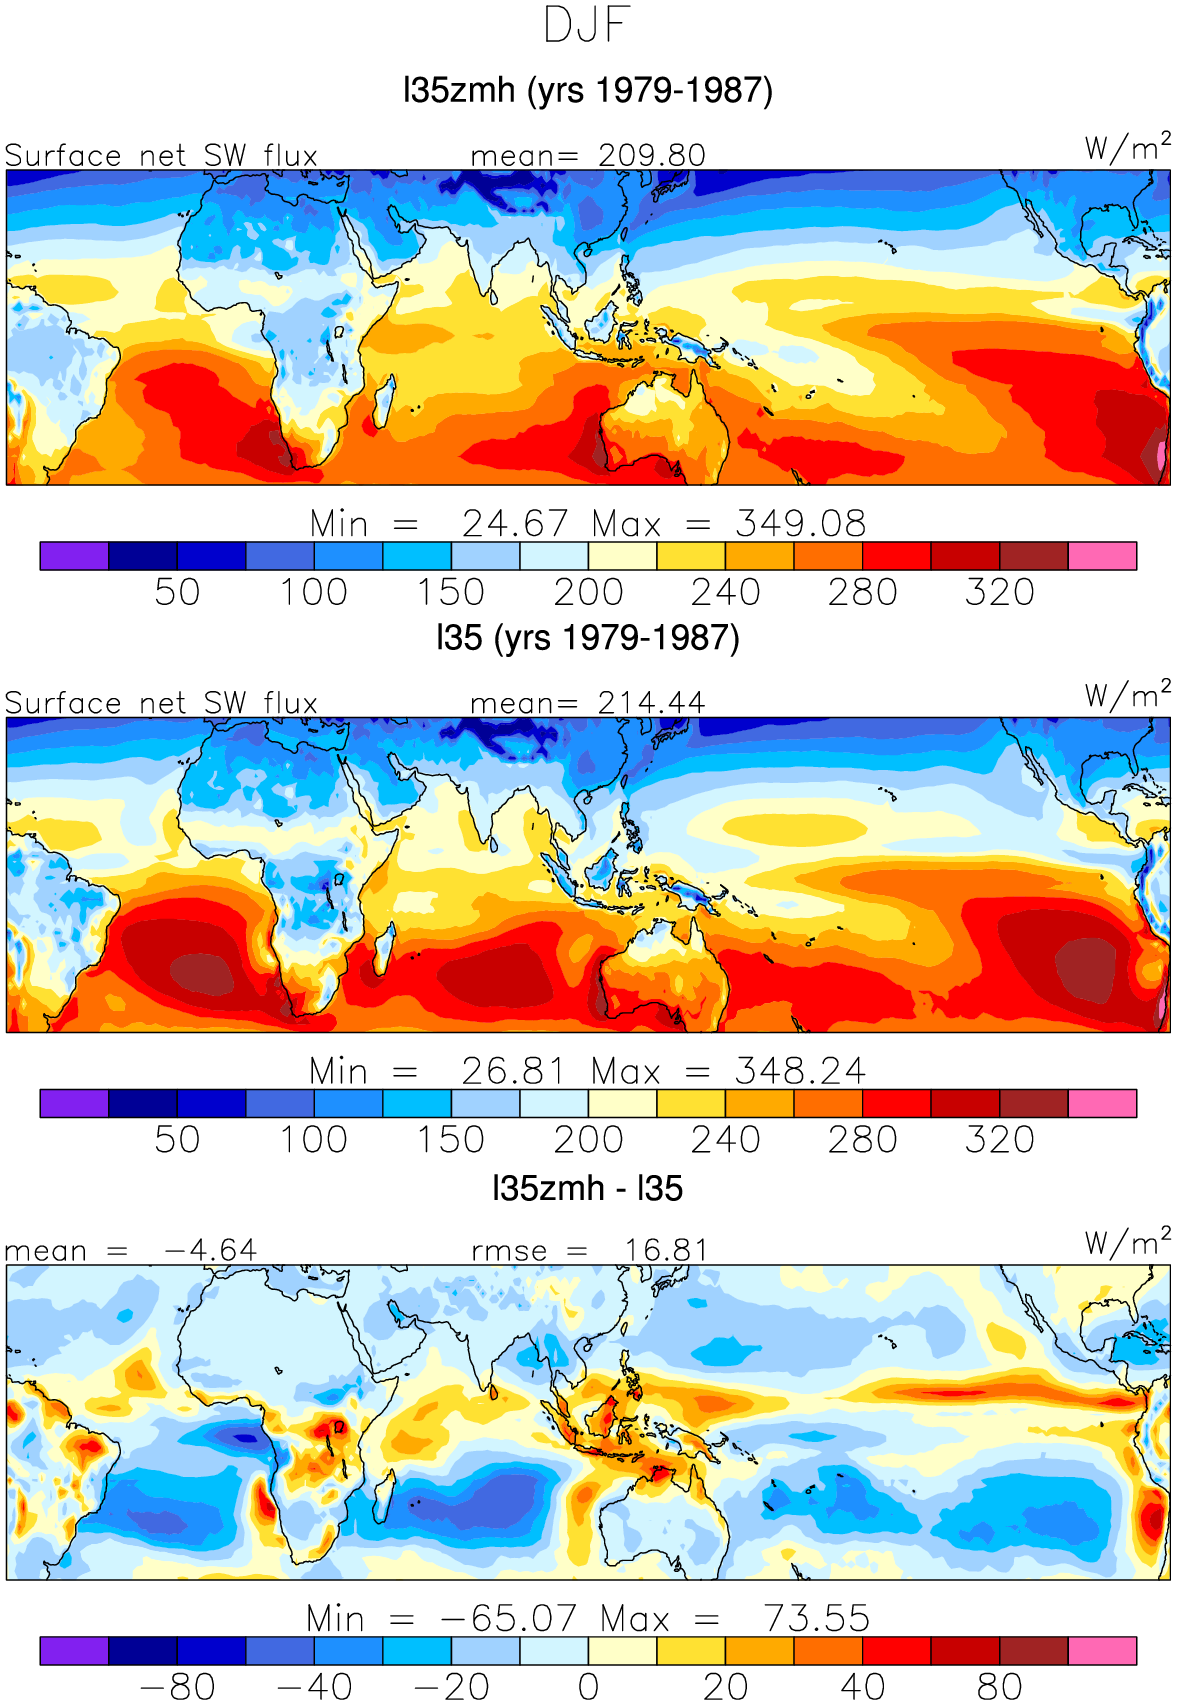 DJF
l35zmh (yrs 1979-1987)
Surface net SW flux mean= 209.80 W/m²
Min = 24.67 Max = 349.08
50 100 150 200 240 280 320
l35 (yrs 1979-1987)
Surface net SW flux mean= 214.44 W/m²
Min = 26.81 Max = 348.24
50 100 150 200 240 280 320
l35zmh - l35
mean = −4.64 rmse = 16.81 W/m²
Min = −65.07 Max = 73.55
−80 −40 −20 0 20 40 80